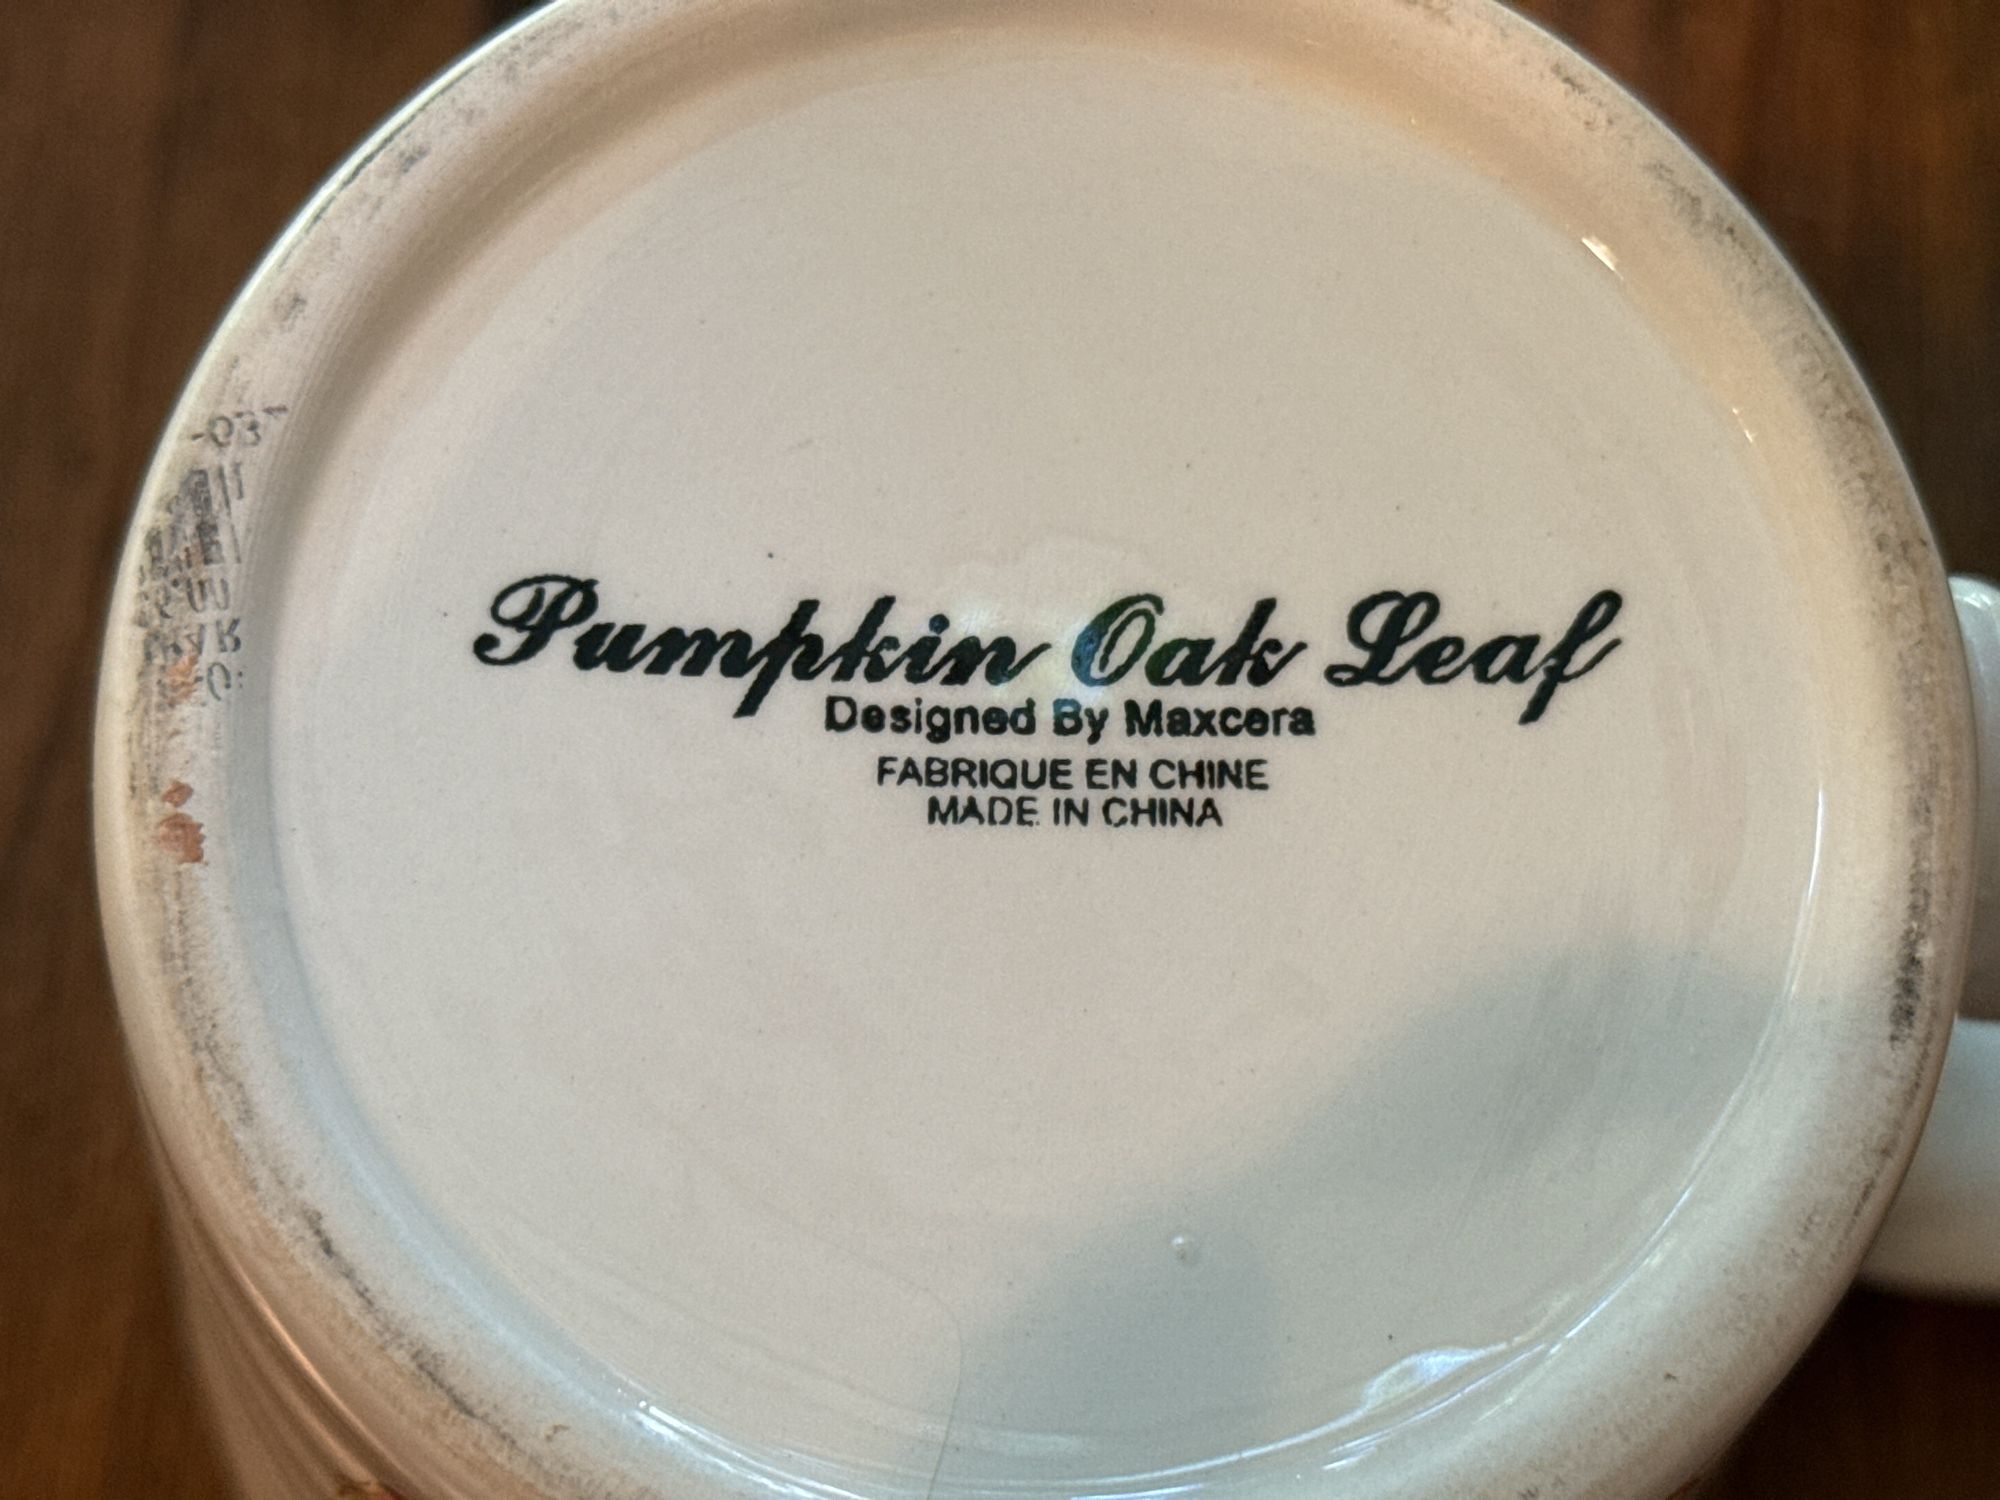 Pumpkin Oak Leaf
Designed By Maxcera
FABRIQUE EN CHINE
MADE IN CHINA